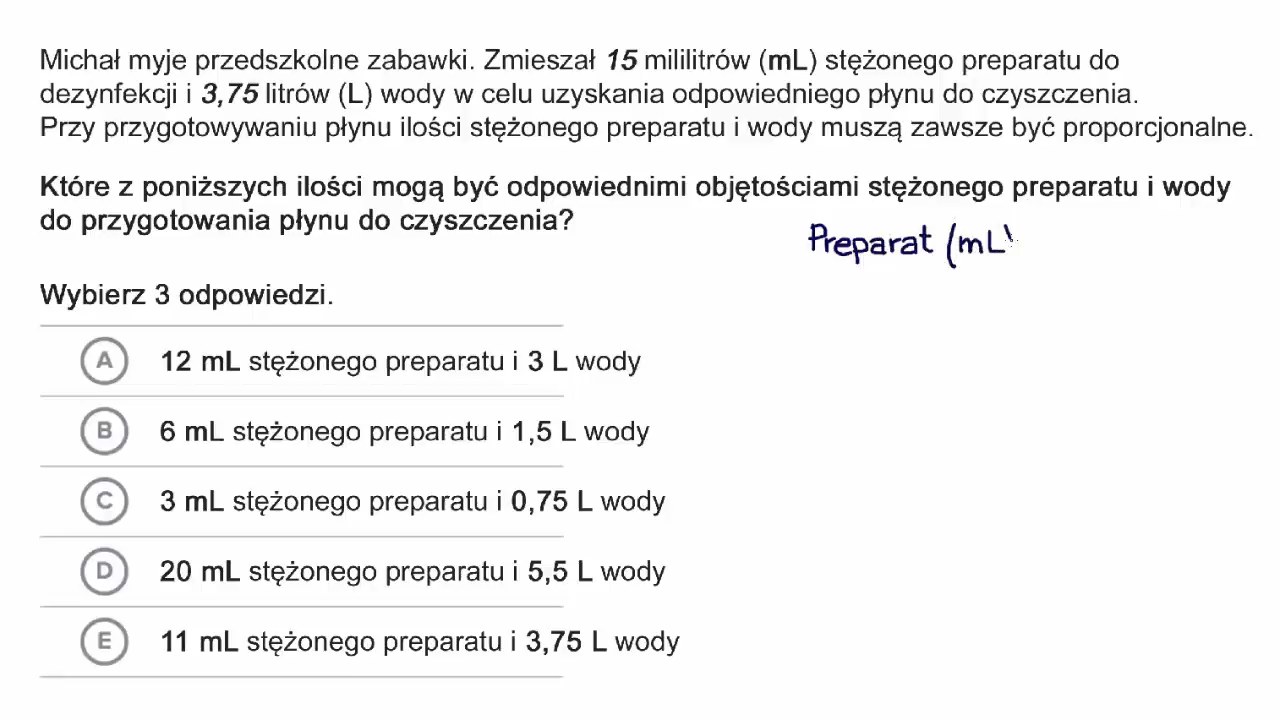 Michał myje przedszkolne zabawki. Zmieszał 15 mililitrów (mL) stężonego preparatu do
dezynfekcji i 3,75 litrów (L) wody w celu uzyskania odpowiedniego płynu do czyszczenia.
Przy przygotowywaniu płynu ilości stężonego preparatu i wody muszą zawsze być proporcjonalne.
Które z poniższych ilości mogą być odpowiednimi objętościami stężonego preparatu i wody
do przygotowania płynu do czyszczenia?
Preparat (mL)
Wybierz 3 odpowiedzi.
A 12 mL stężonego preparatu i 3 L wody
B 6 mL stężonego preparatu i 1,5 L wody
C 3 mL stężonego preparatu i 0,75 L wody
D 20 mL stężonego preparatu i 5,5 L wody
E 11 mL stężonego preparatu i 3,75 L wody